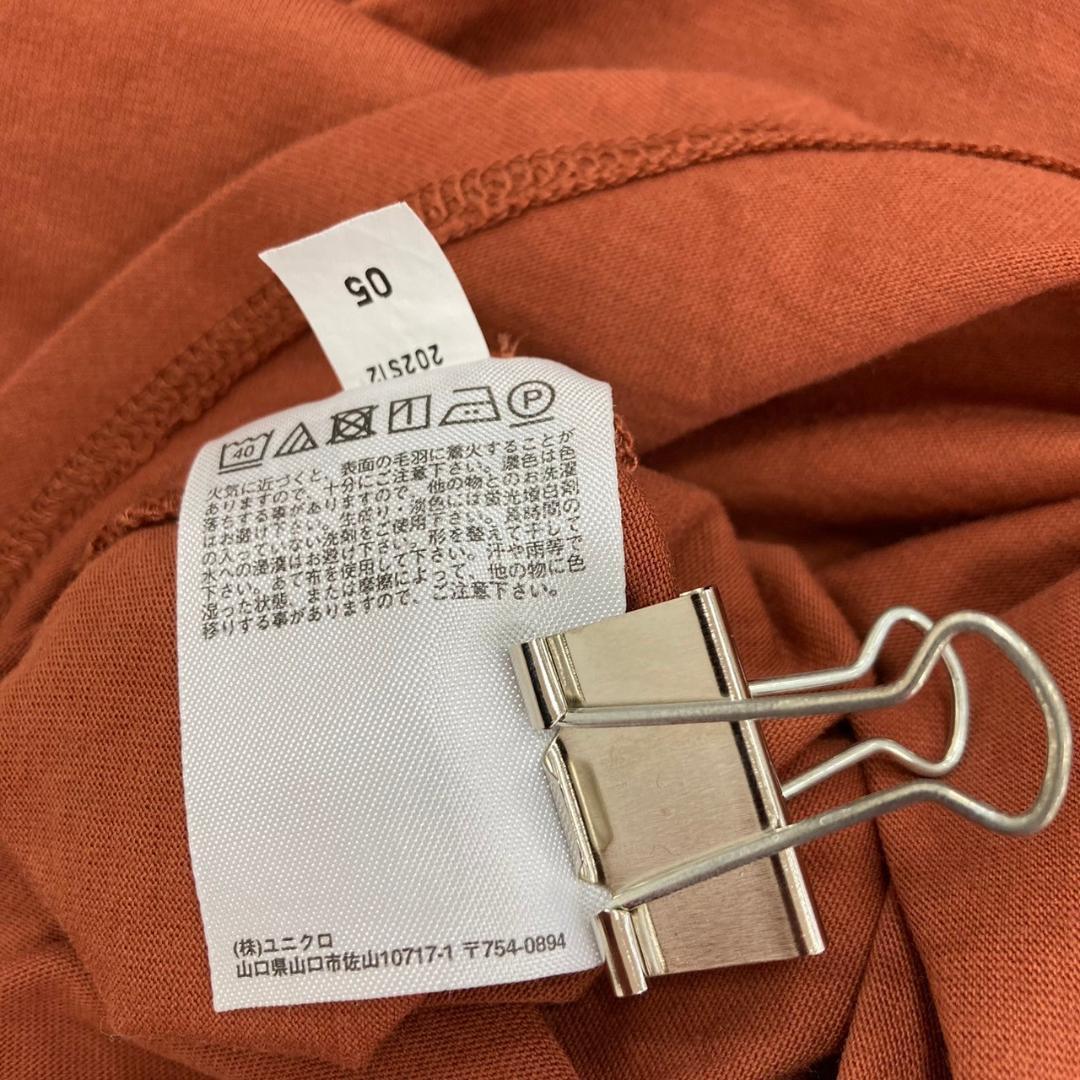 05
40
P
火気に近づくと、表面の毛羽に着火することが
ありますので、十分にご注意下さい。濃色は色
落ちする事がありますので、他の物とのお洗濯
はお避け下さい。生成り・淡色には蛍光増白剤
の入っていない洗剤をご使用下さい。長時間の
水へ浸漬はお避け下さい。形を整えて干して
下さい。あて布を使用して下さい。汗や雨等で
湿った状態、または摩擦によって、他の物に色
移りする事がありますので、ご注意下さい。
(株)ユニクロ
山口県山口市佐山10717-1 〒754-0894